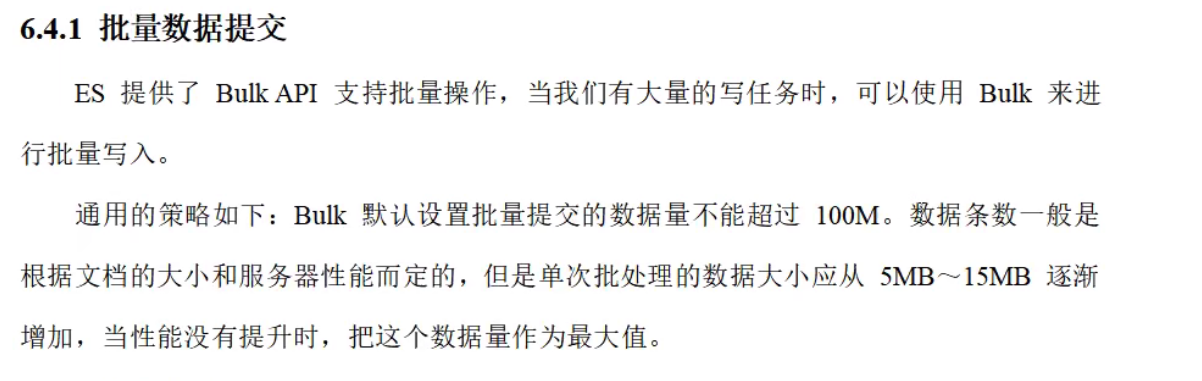 6.4.1 批量数据提交
ES 提供了 Bulk API 支持批量操作，当我们有大量的写任务时，可以使用 Bulk 来进
行批量写入。
通用的策略如下：Bulk 默认设置批量提交的数据量不能超过 100M。数据条数一般是
根据文档的大小和服务器性能而定的，但是单次批处理的数据大小应从 5MB～15MB 逐渐
增加，当性能没有提升时，把这个数据量作为最大值。